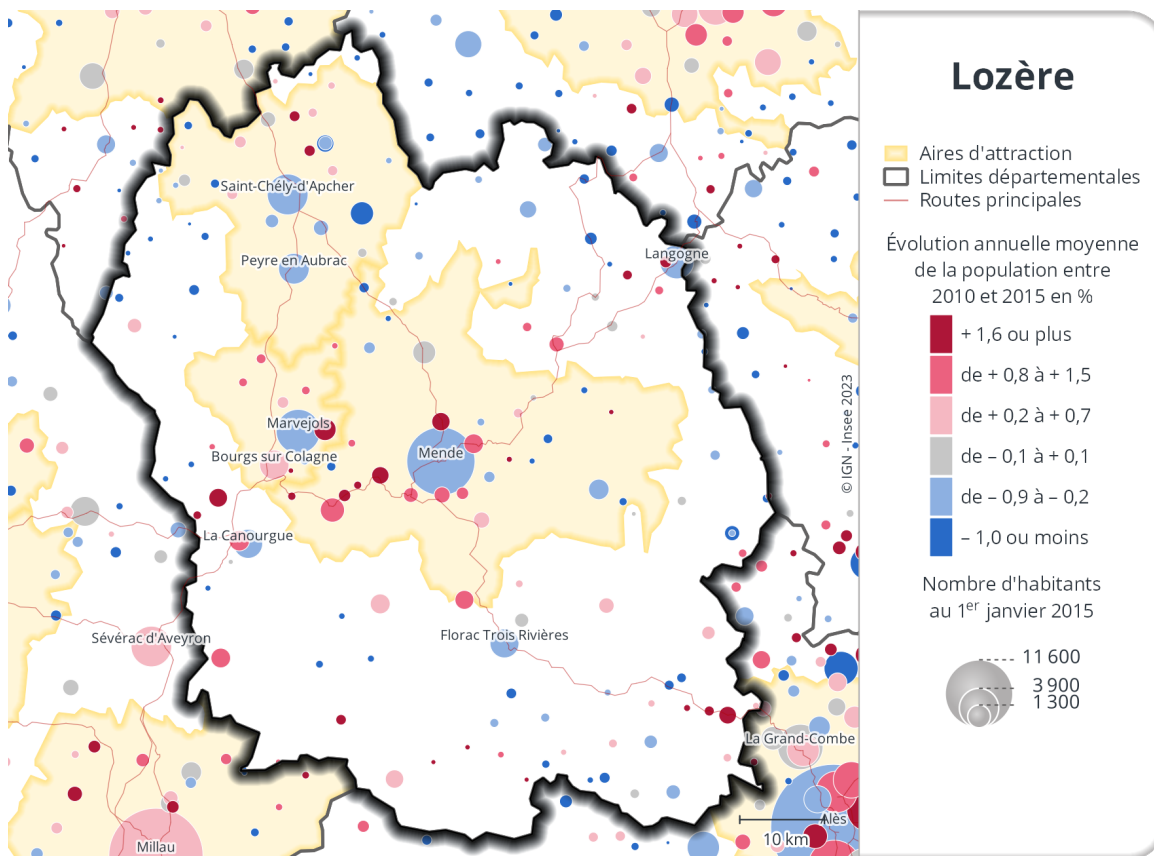 Lozère
Aires d'attraction
Limites départementales
Routes principales
Évolution annuelle moyenne
de la population entre
2010 et 2015 en %
+ 1,6 ou plus
de + 0,8 à + 1,5
de + 0,2 à + 0,7
de – 0,1 à + 0,1
de – 0,9 à – 0,2
– 1,0 ou moins
Nombre d'habitants
au 1er janvier 2015
11 600
3 900
1 300
Saint-Chély-d'Apcher
Peyre en Aubrac
Langogne
Marvejols
Mende
Bourgs sur Colagne
La Canourgue
Sévérac d'Aveyron
Florac Trois Rivières
La Grand-Combe
Alès
10 km
Millau
© IGN - Insee 2023